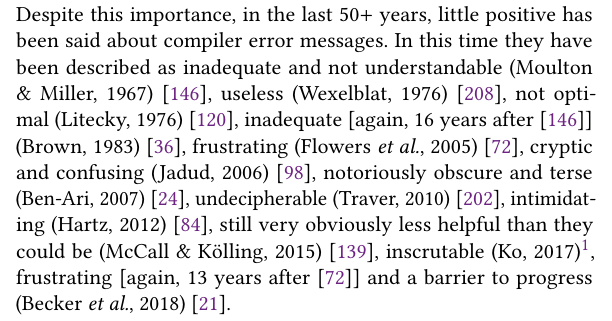 Despite this importance, in the last 50+ years, little positive has
been said about compiler error messages. In this time they have
been described as inadequate and not understandable (Moulton
& Miller, 1967) [146], useless (Wexelblat, 1976) [208], not opti-
mal (Litecky, 1976) [120], inadequate [again, 16 years after [146]]
(Brown, 1983) [36], frustrating (Flowers et al., 2005) [72], cryptic
and confusing (Jadud, 2006) [98], notoriously obscure and terse
(Ben-Ari, 2007) [24], undecipherable (Traver, 2010) [202], intimidat-
ing (Hartz, 2012) [84], still very obviously less helpful than they
could be (McCall & Kölling, 2015) [139], inscrutable (Ko, 2017)1,
frustrating [again, 13 years after [72]] and a barrier to progress
(Becker et al., 2018) [21].